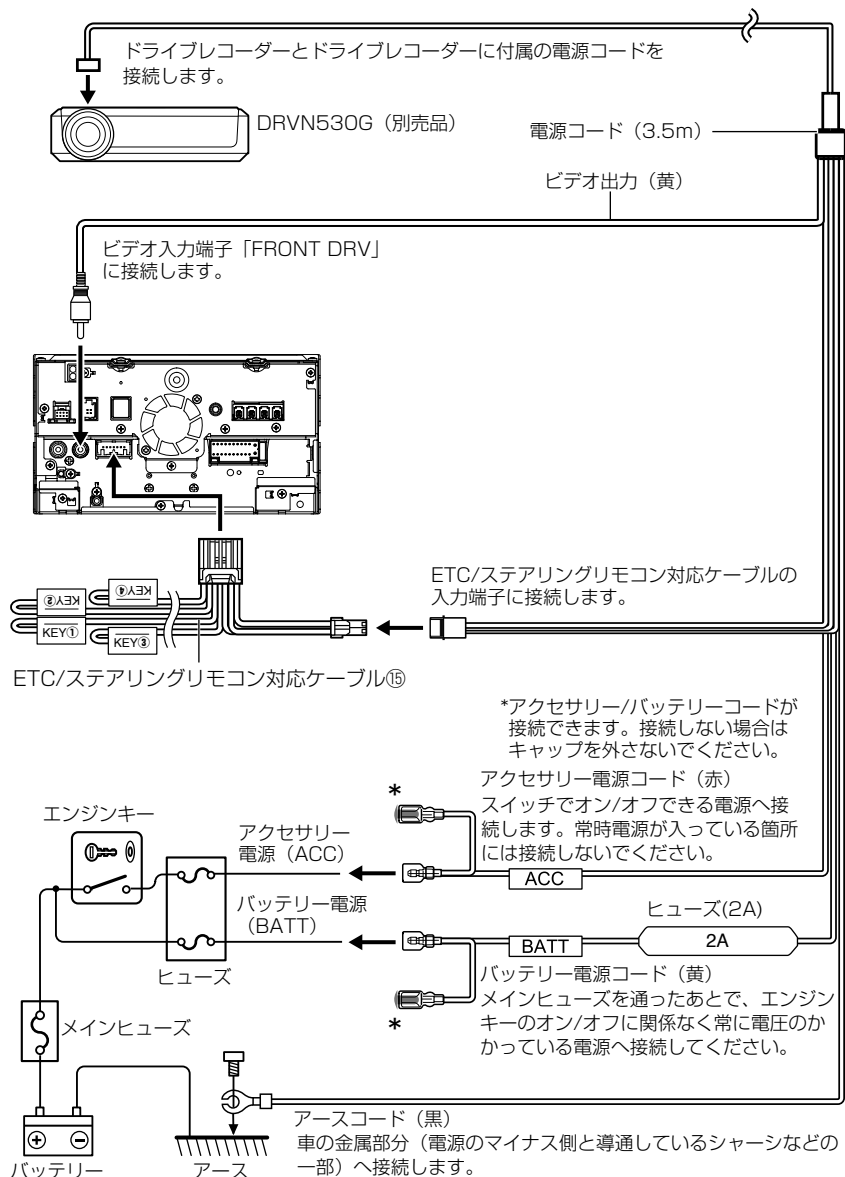 ドライブレコーダーとドライブレコーダーに付属の電源コードを
接続します。
DRVN530G（別売品）
電源コード（3.5m）
ビデオ出力（黄）
ビデオ入力端子「FRONT DRV」
に接続します。
ETC/ステアリングリモコン対応ケーブルの
入力端子に接続します。
KEY②
KEY④
KEY①
KEY③
ETC/ステアリングリモコン対応ケーブル⑮
*アクセサリー/バッテリーコードが
接続できます。接続しない場合は
キャップを外さないでください。
アクセサリー電源コード（赤）
スイッチでオン/オフできる電源へ接
続します。常時電源が入っている箇所
には接続しないでください。
*
エンジンキー
アクセサリー
電源（ACC）
ACC
バッテリー電源
（BATT）
ヒューズ(2A)
BATT
2A
ヒューズ
バッテリー電源コード（黄）
メインヒューズを通ったあとで、エンジン
キーのオン/オフに関係なく常に電圧のか
かっている電源へ接続してください。
*
メインヒューズ
アースコード（黒）
車の金属部分（電源のマイナス側と導通しているシャーシなどの
一部）へ接続します。
⊕ ⊖
バッテリー
アース